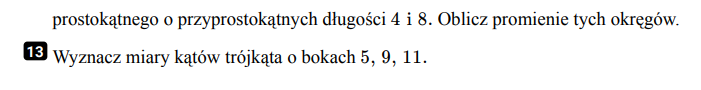 prostokątnego o przyprostokątnych długości 4 i 8. Oblicz promienie tych okręgów.
13 Wyznacz miary kątów trójkąta o bokach 5, 9, 11.